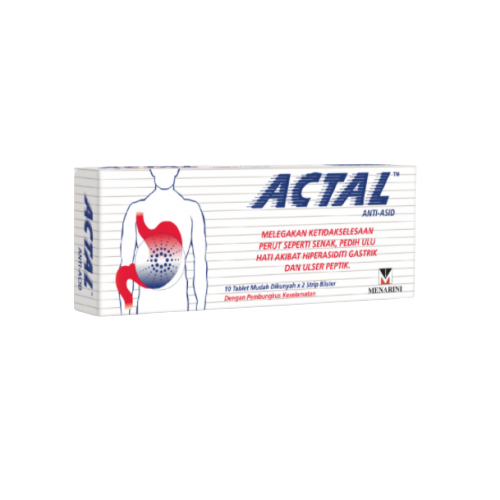 ACTAL
ANTI-ASID
ACTAL™
ANTI-ASID
MELEGAKAN KETIDAKSELESAAN
PERUT SEPERTI SENAK, PEDIH ULU
HATI AKIBAT HIPERASIDITI GASTRIK
DAN ULSER PEPTIK.
10 Tablet Mudah Dikunyah x 2 Strip Blister
Dengan Pembungkus Keselamatan
MENARINI